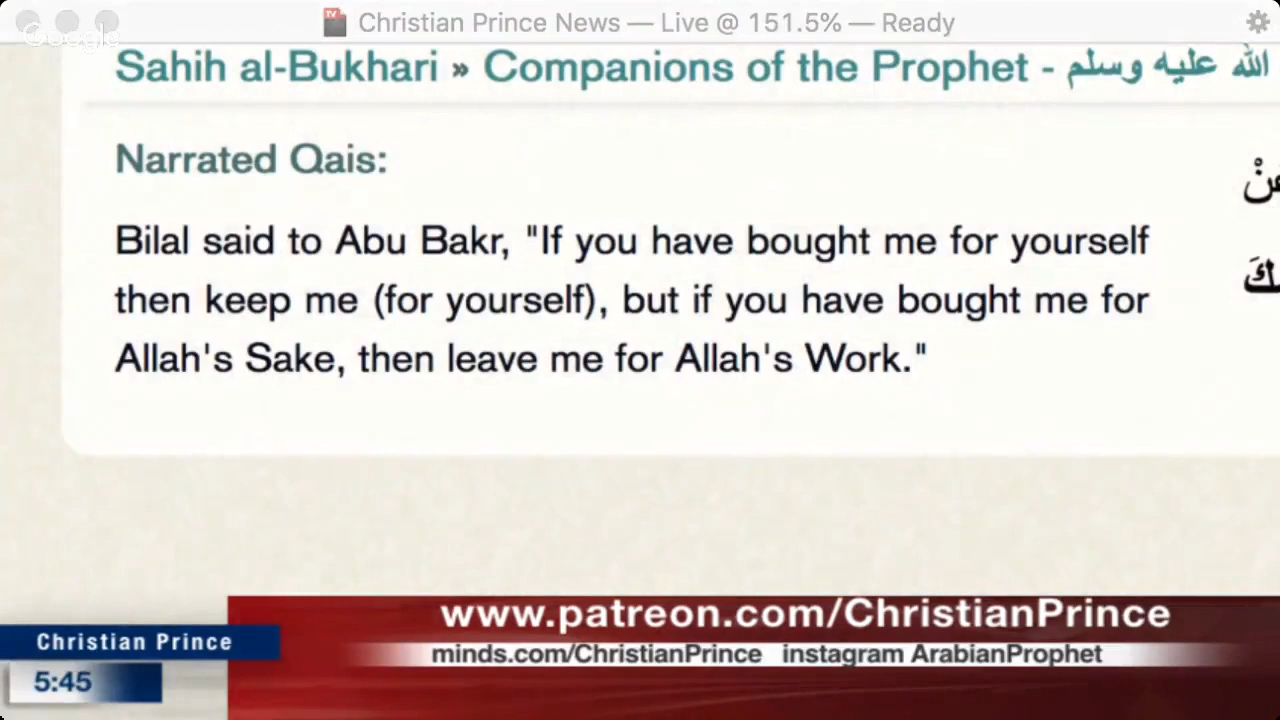 Christian Prince News — Live @ 151.5% — Ready
Google
Sahih al-Bukhari » Companions of the Prophet - الله عليه وسلم
Narrated Qais:
Bilal said to Abu Bakr, "If you have bought me for yourself
then keep me (for yourself), but if you have bought me for
Allah's Sake, then leave me for Allah's Work."
www.patreon.com/ChristianPrince
Christian Prince
minds.com/ChristianPrince instagram ArabianProphet
5:45